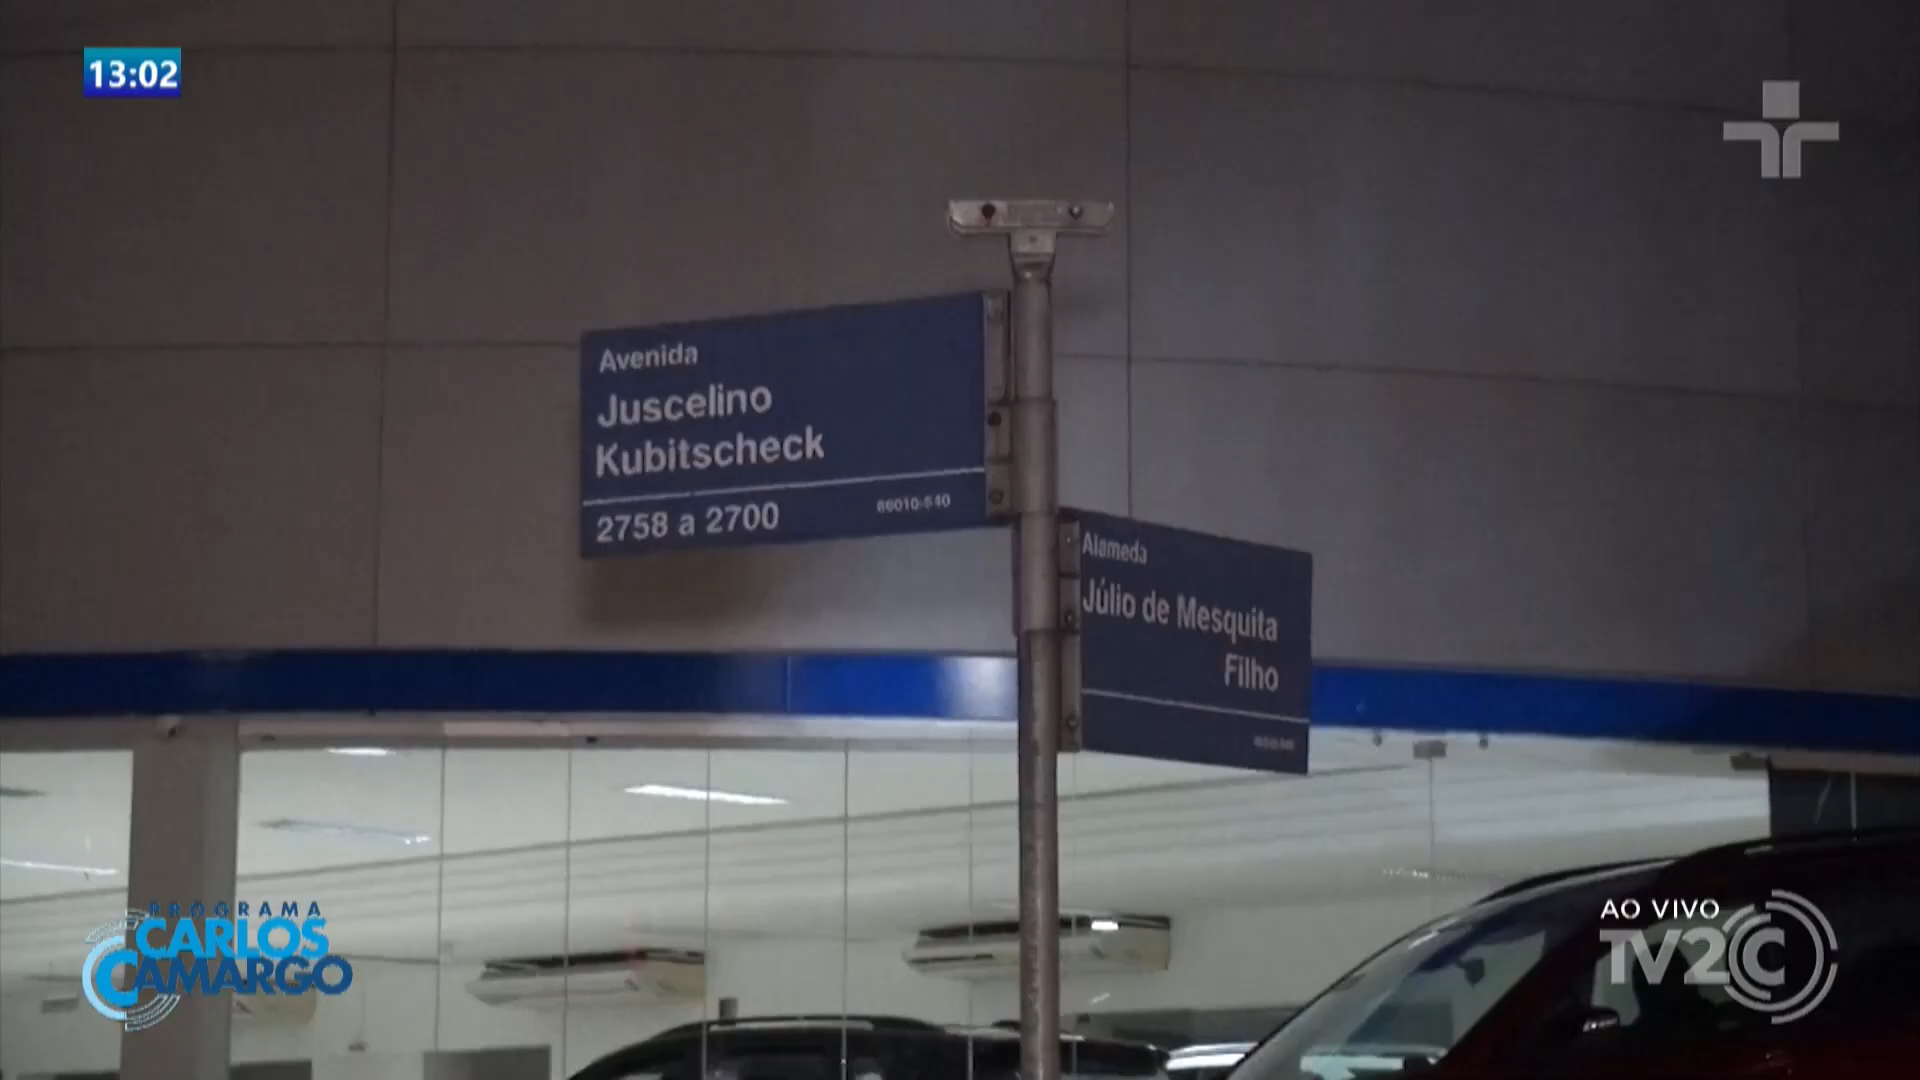 13:02
Avenida
Juscelino
Kubitscheck
2758 a 2700
Alameda
Júlio de Mesquita
Filho
PROGRAMA
CARLOS
CAMARGO
AO VIVO
TV2C